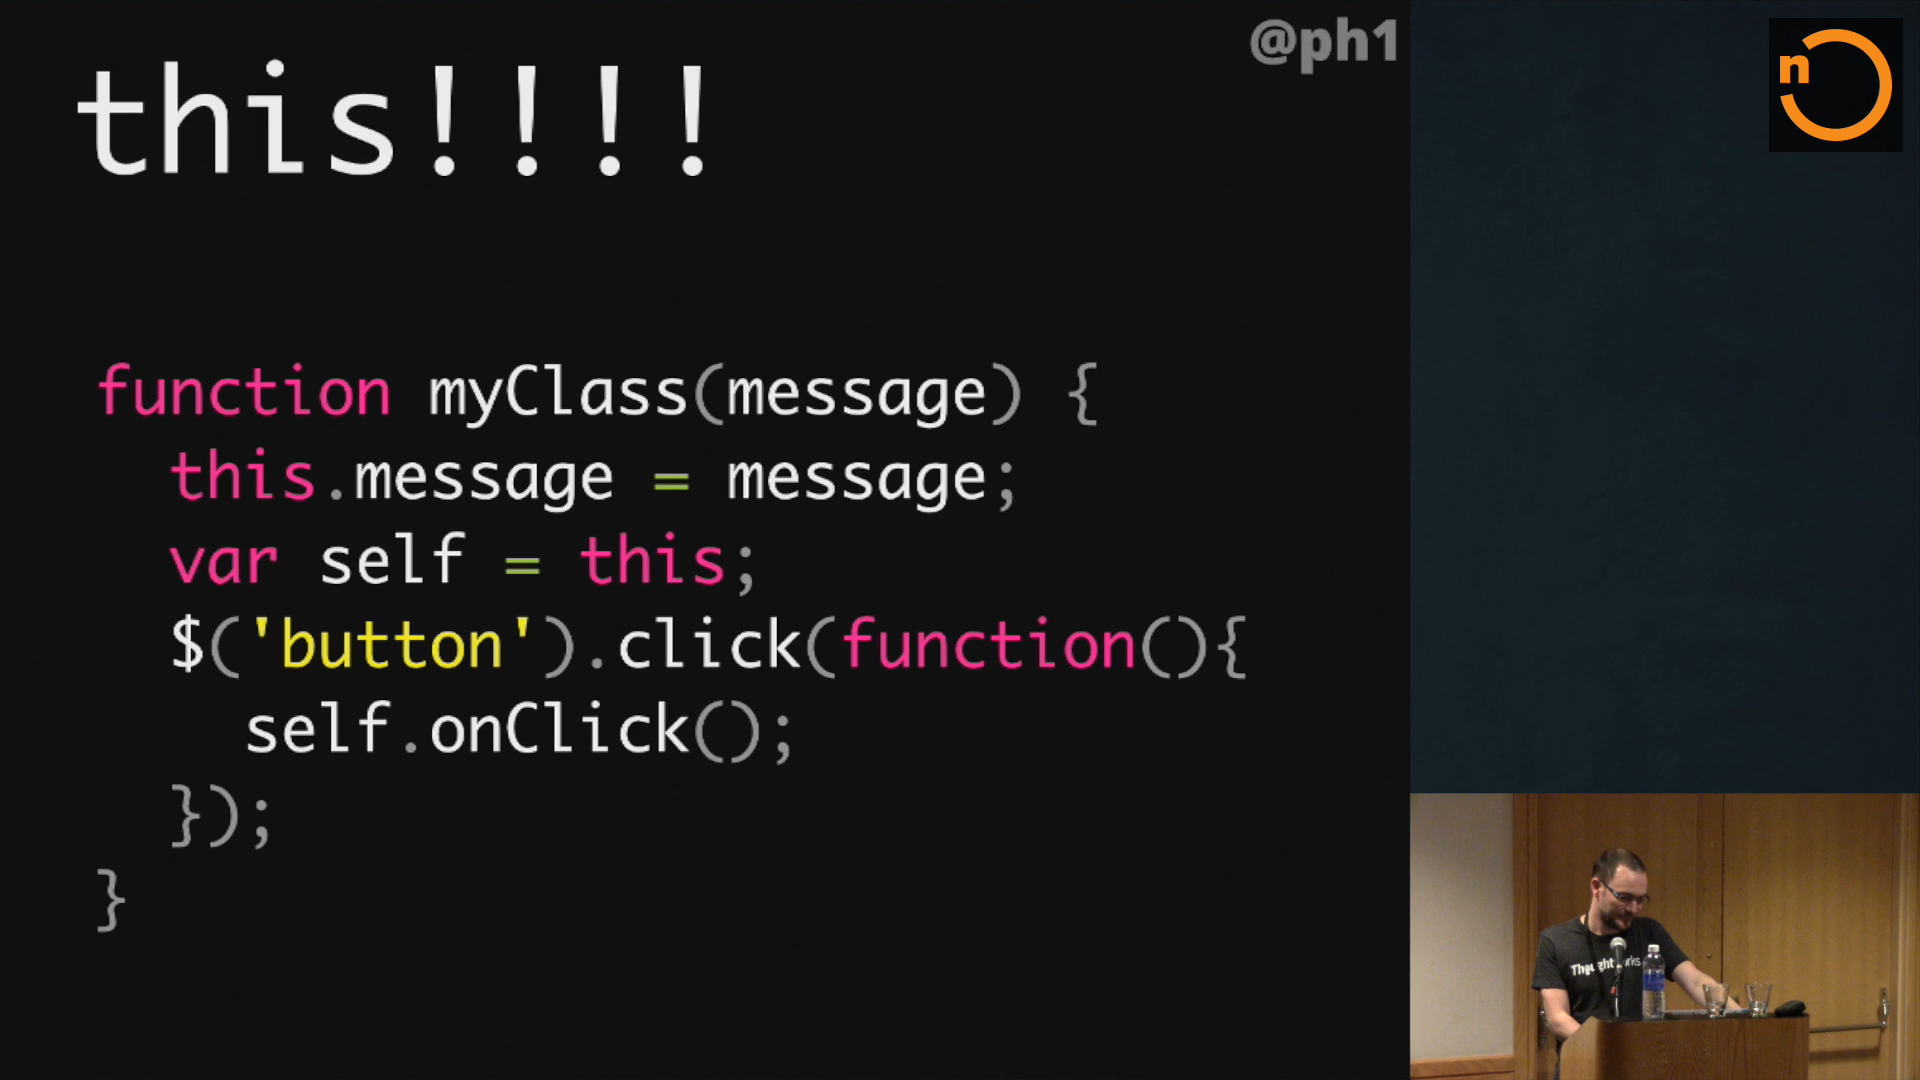 this!!!!
@ph1
n
function myClass(message) {
this.message = message;
var self = this;
$('button').click(function(){
self.onClick();
});
}